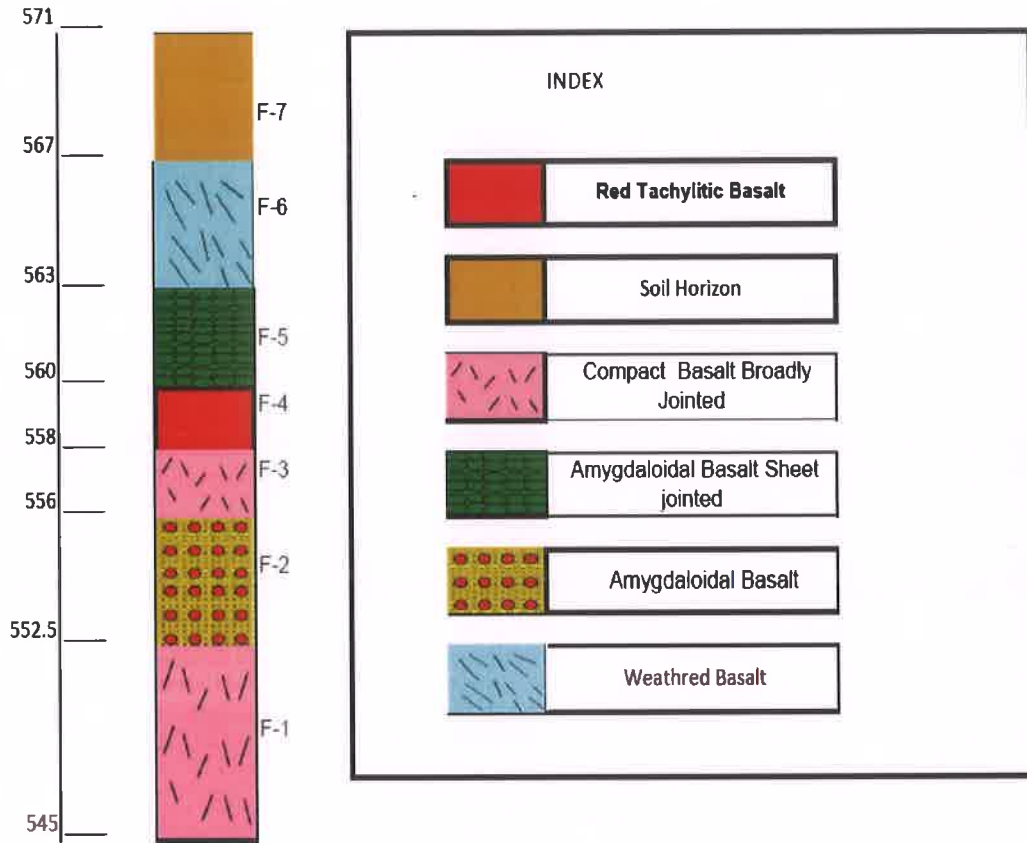 571
567
563
560
558
556
552.5
545
F-7
F-6
F-5
F-4
F-3
F-2
F-1
INDEX
Red Tachylitic Basalt
Soil Horizon
Compact Basalt Broadly
Jointed
Amygdaloidal Basalt Sheet
jointed
Amygdaloidal Basalt
Weathred Basalt